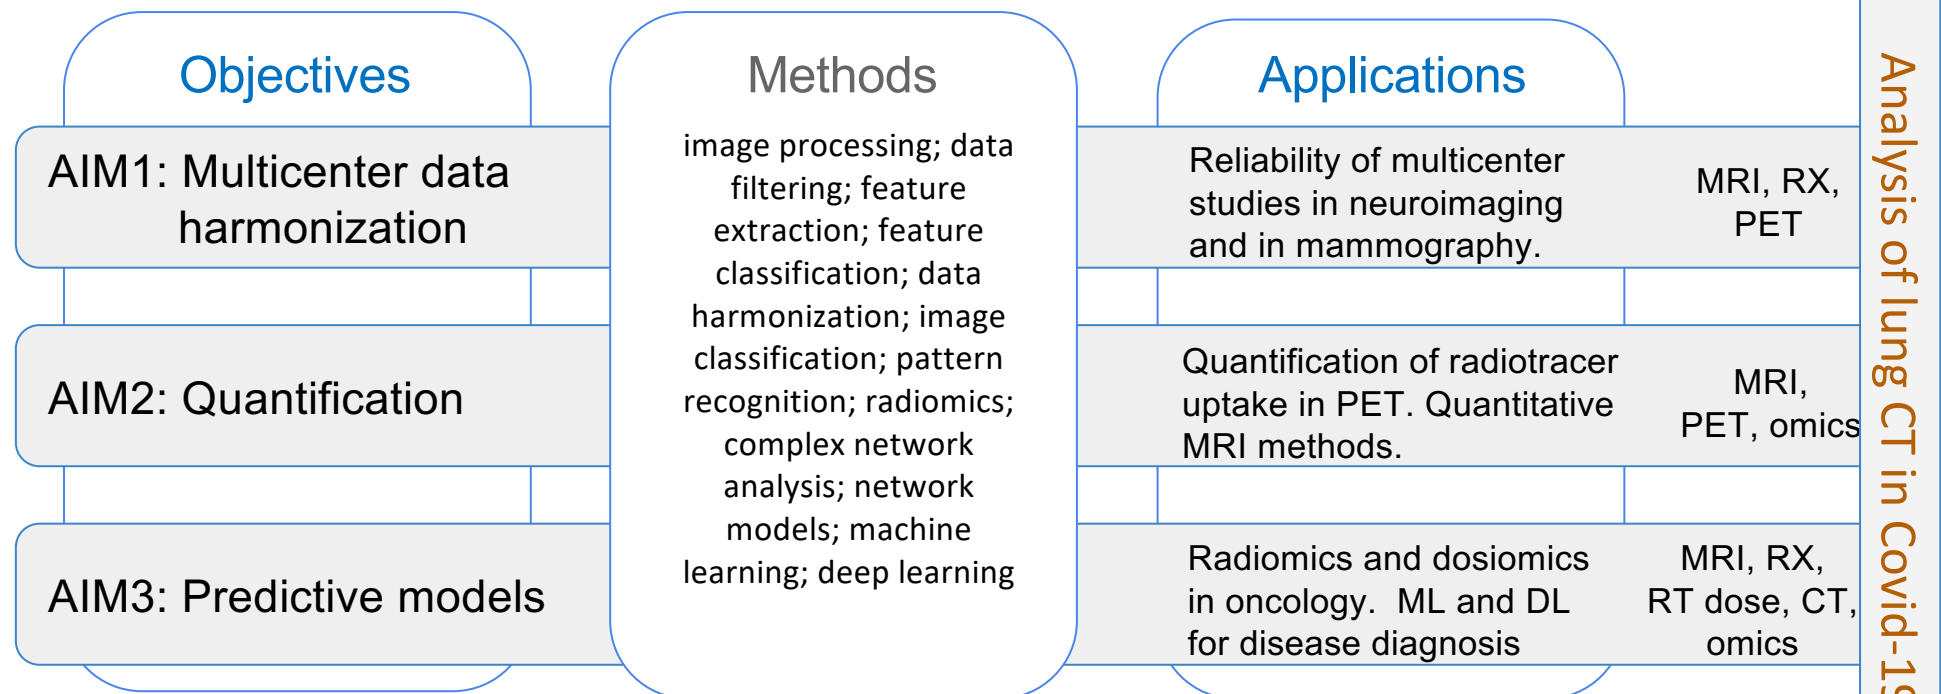 Objectives
AIM1: Multicenter data
harmonization
AIM2: Quantification
AIM3: Predictive models
Methods
image processing; data
filtering; feature
extraction; feature
classification; data
harmonization; image
classification; pattern
recognition; radiomics;
complex network
analysis; network
models; machine
learning; deep learning
Applications
Reliability of multicenter
studies in neuroimaging
and in mammography.
MRI, RX,
PET
Quantification of radiotracer
uptake in PET. Quantitative
MRI methods.
MRI,
PET, omics
Radiomics and dosiomics
in oncology.  ML and DL
for disease diagnosis
MRI, RX,
RT dose, CT,
omics
Analysis of lung CT in Covid-19